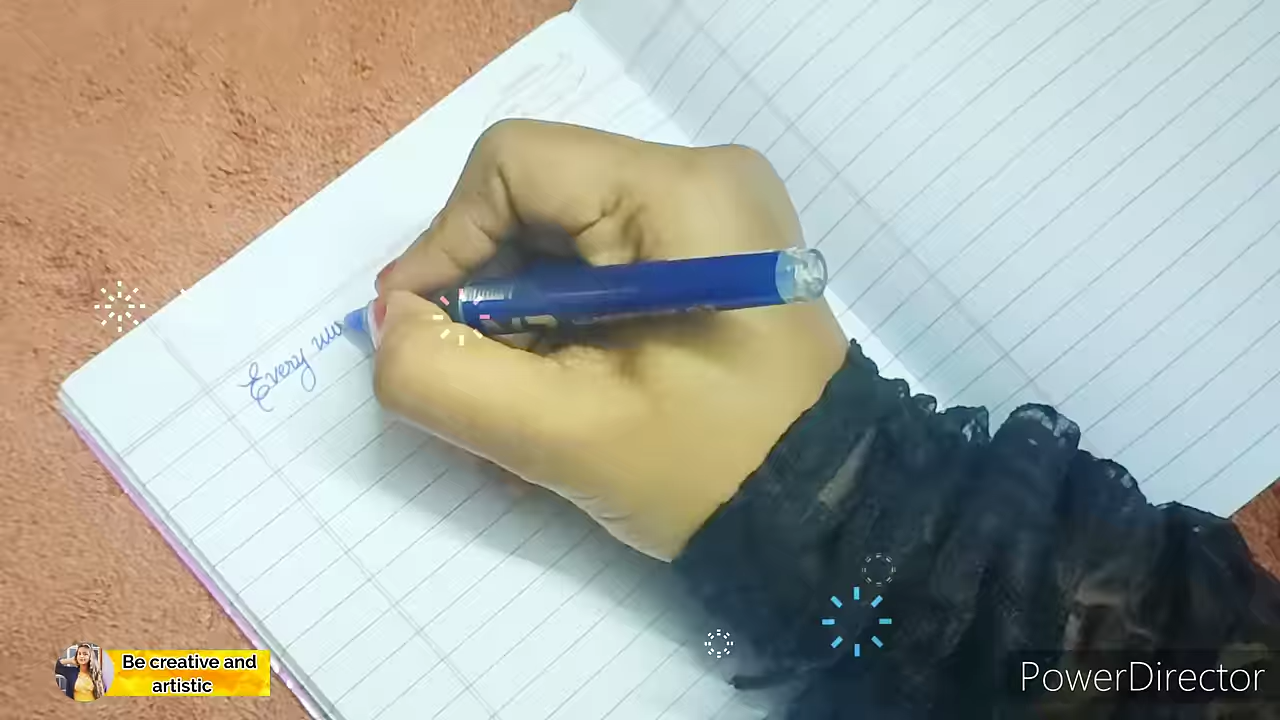 Every
Be creative and
artistic
PowerDirector